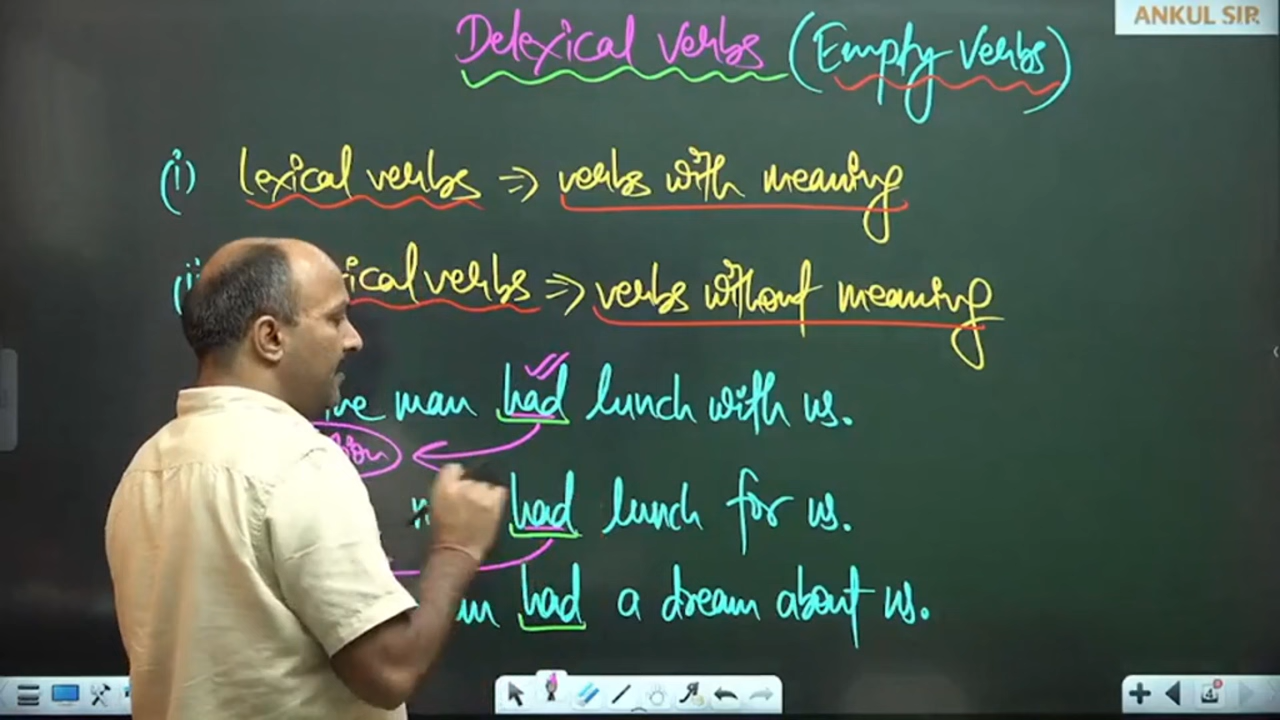 ANKUL SIR
Delexical Verbs (Empty Verbs)
(i) lexical verbs ⇒ verbs with meaning
ical verbs ⇒ verbs without meaning
man had lunch with us.
had lunch for us.
had a dream about us.